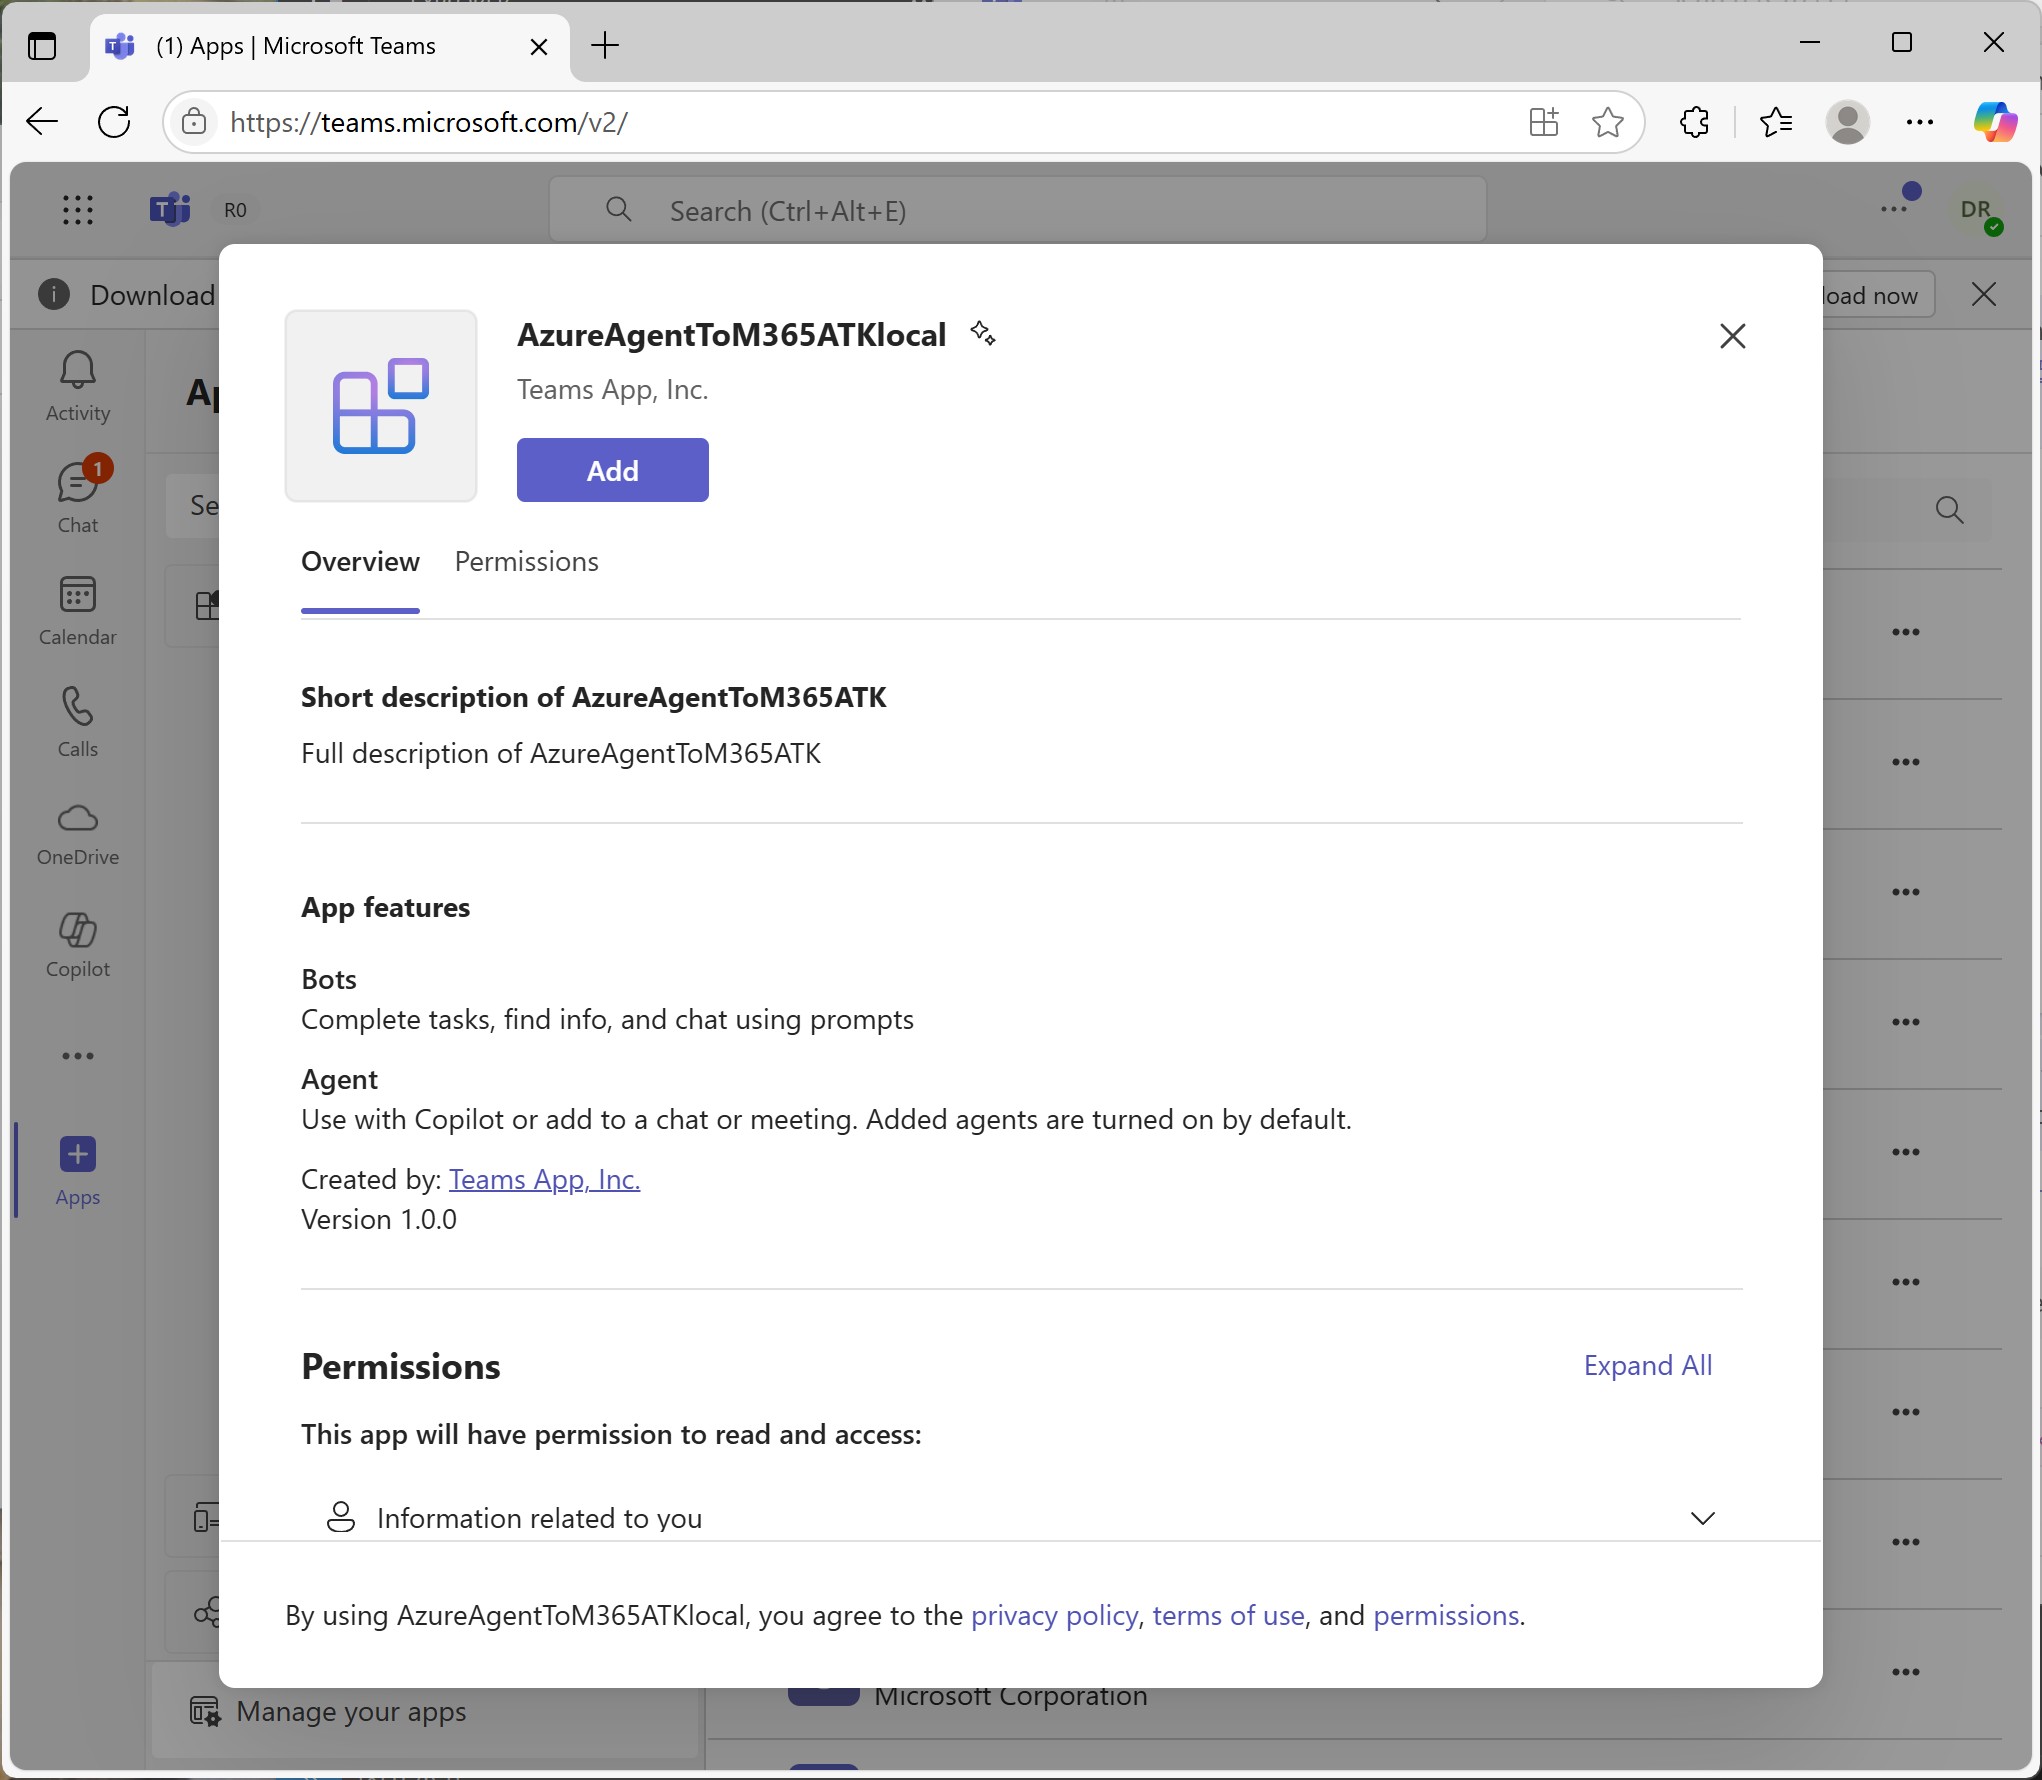 (1) Apps | Microsoft Teams
https://teams.microsoft.com/v2/
R0
Search (Ctrl+Alt+E)
DR
Download
load now
AzureAgentToM365ATKlocal
Teams App, Inc.
Add
Activity
1
Chat
Calendar
Calls
OneDrive
Copilot
Apps
Overview Permissions
Short description of AzureAgentToM365ATK
Full description of AzureAgentToM365ATK
App features
Bots
Complete tasks, find info, and chat using prompts
Agent
Use with Copilot or add to a chat or meeting. Added agents are turned on by default.
Created by: Teams App, Inc.
Version 1.0.0
Permissions
Expand All
This app will have permission to read and access:
Information related to you
By using AzureAgentToM365ATKlocal, you agree to the privacy policy, terms of use, and permissions.
Manage your apps
Microsoft Corporation